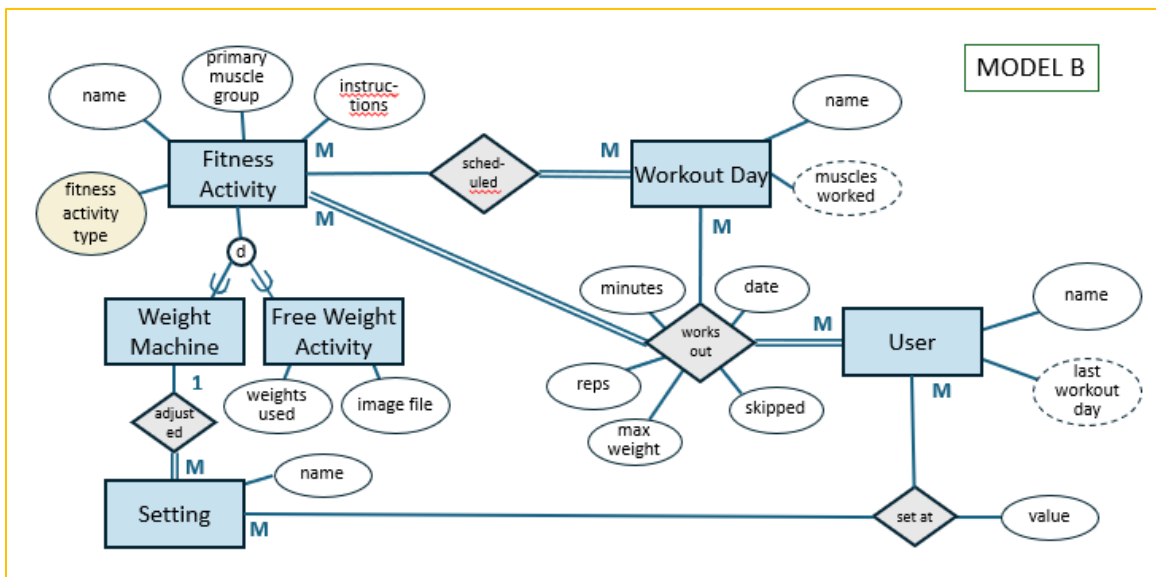 MODEL B
name
primary
muscle
group
instruc-
tions
name
Fitness
Activity
M
sched-
uled
M
Workout Day
fitness
activity
type
M
muscles
worked
M
d
minutes
date
name
Weight
Machine
Free Weight
Activity
works
out
M
User
1
weights
used
image file
reps
skipped
M
last
workout
day
adjust
ed
max
weight
M
name
Setting
M
set at
value